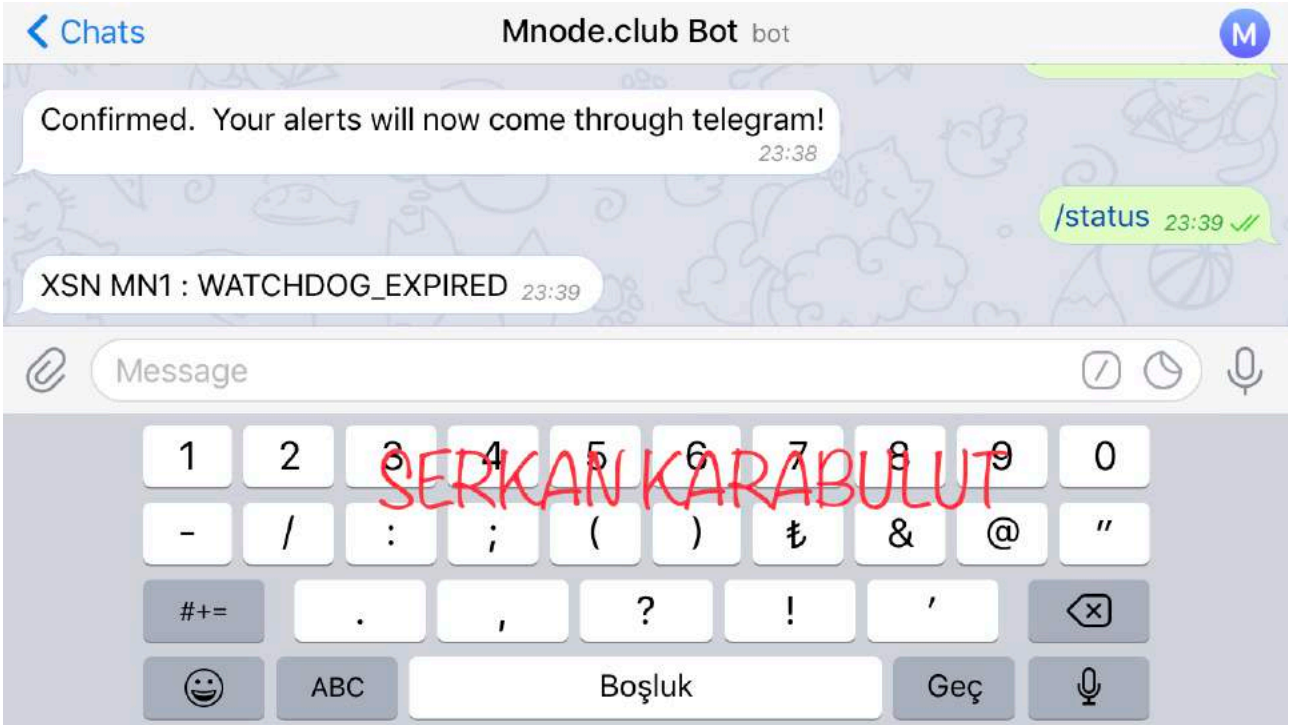 Chats
Mnode.club Bot bot
M
Confirmed. Your alerts will now come through telegram!
23:38
/status 23:39
XSN MN1 : WATCHDOG_EXPIRED 23:39
Message
1 2 3 4 5 6 7 8 9 0
SERKAN KARABULUT
- / : ; ( ) ₺ & @ "
#+= . , ? ! '
ABC Boşluk Geç